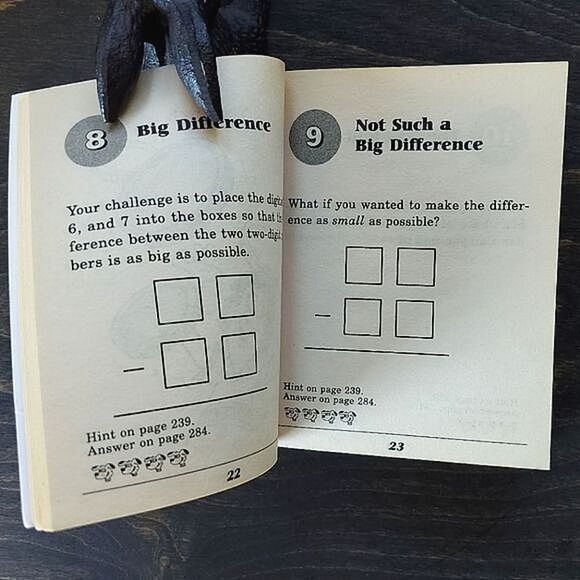 8
Big Difference
Your challenge is to place the
6, and 7 into the boxes so that
ference between the two two-digit
bers is as big as possible.
–
Hint on page 239.
Answer on page 284.
22
9
Not Such a
Big Difference
What if you wanted to make the differ-
ence as small as possible?
–
Hint on page 239.
Answer on page 284.
23